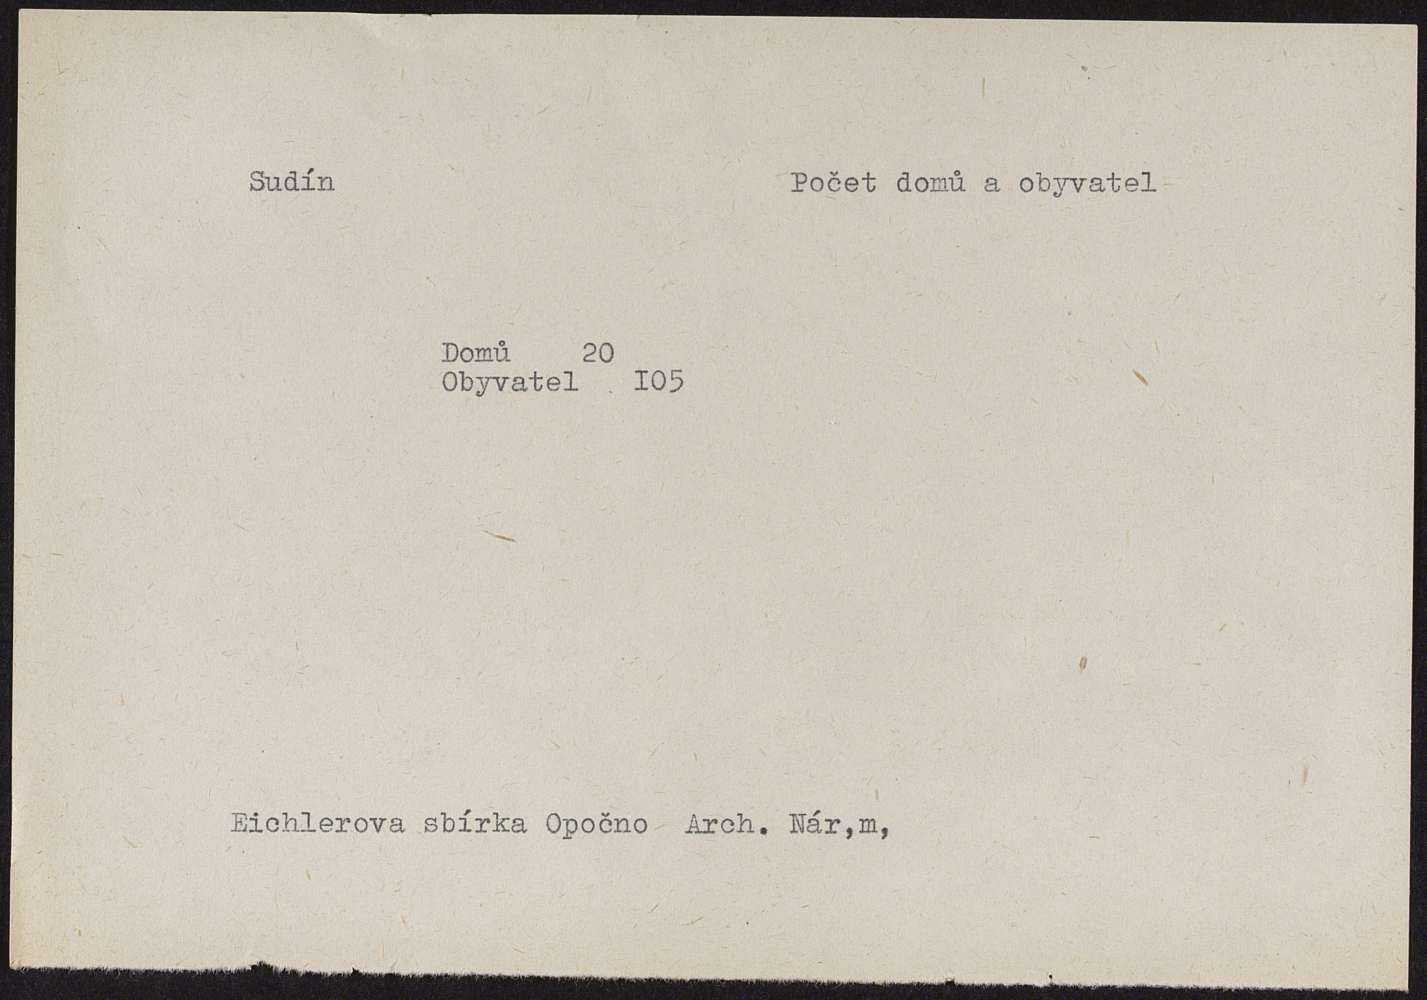 Sudín Počet domů a obyvatel
Domů 20
Obyvatel I05
Eichlerova sbírka Opočno Arch. Nár,m,